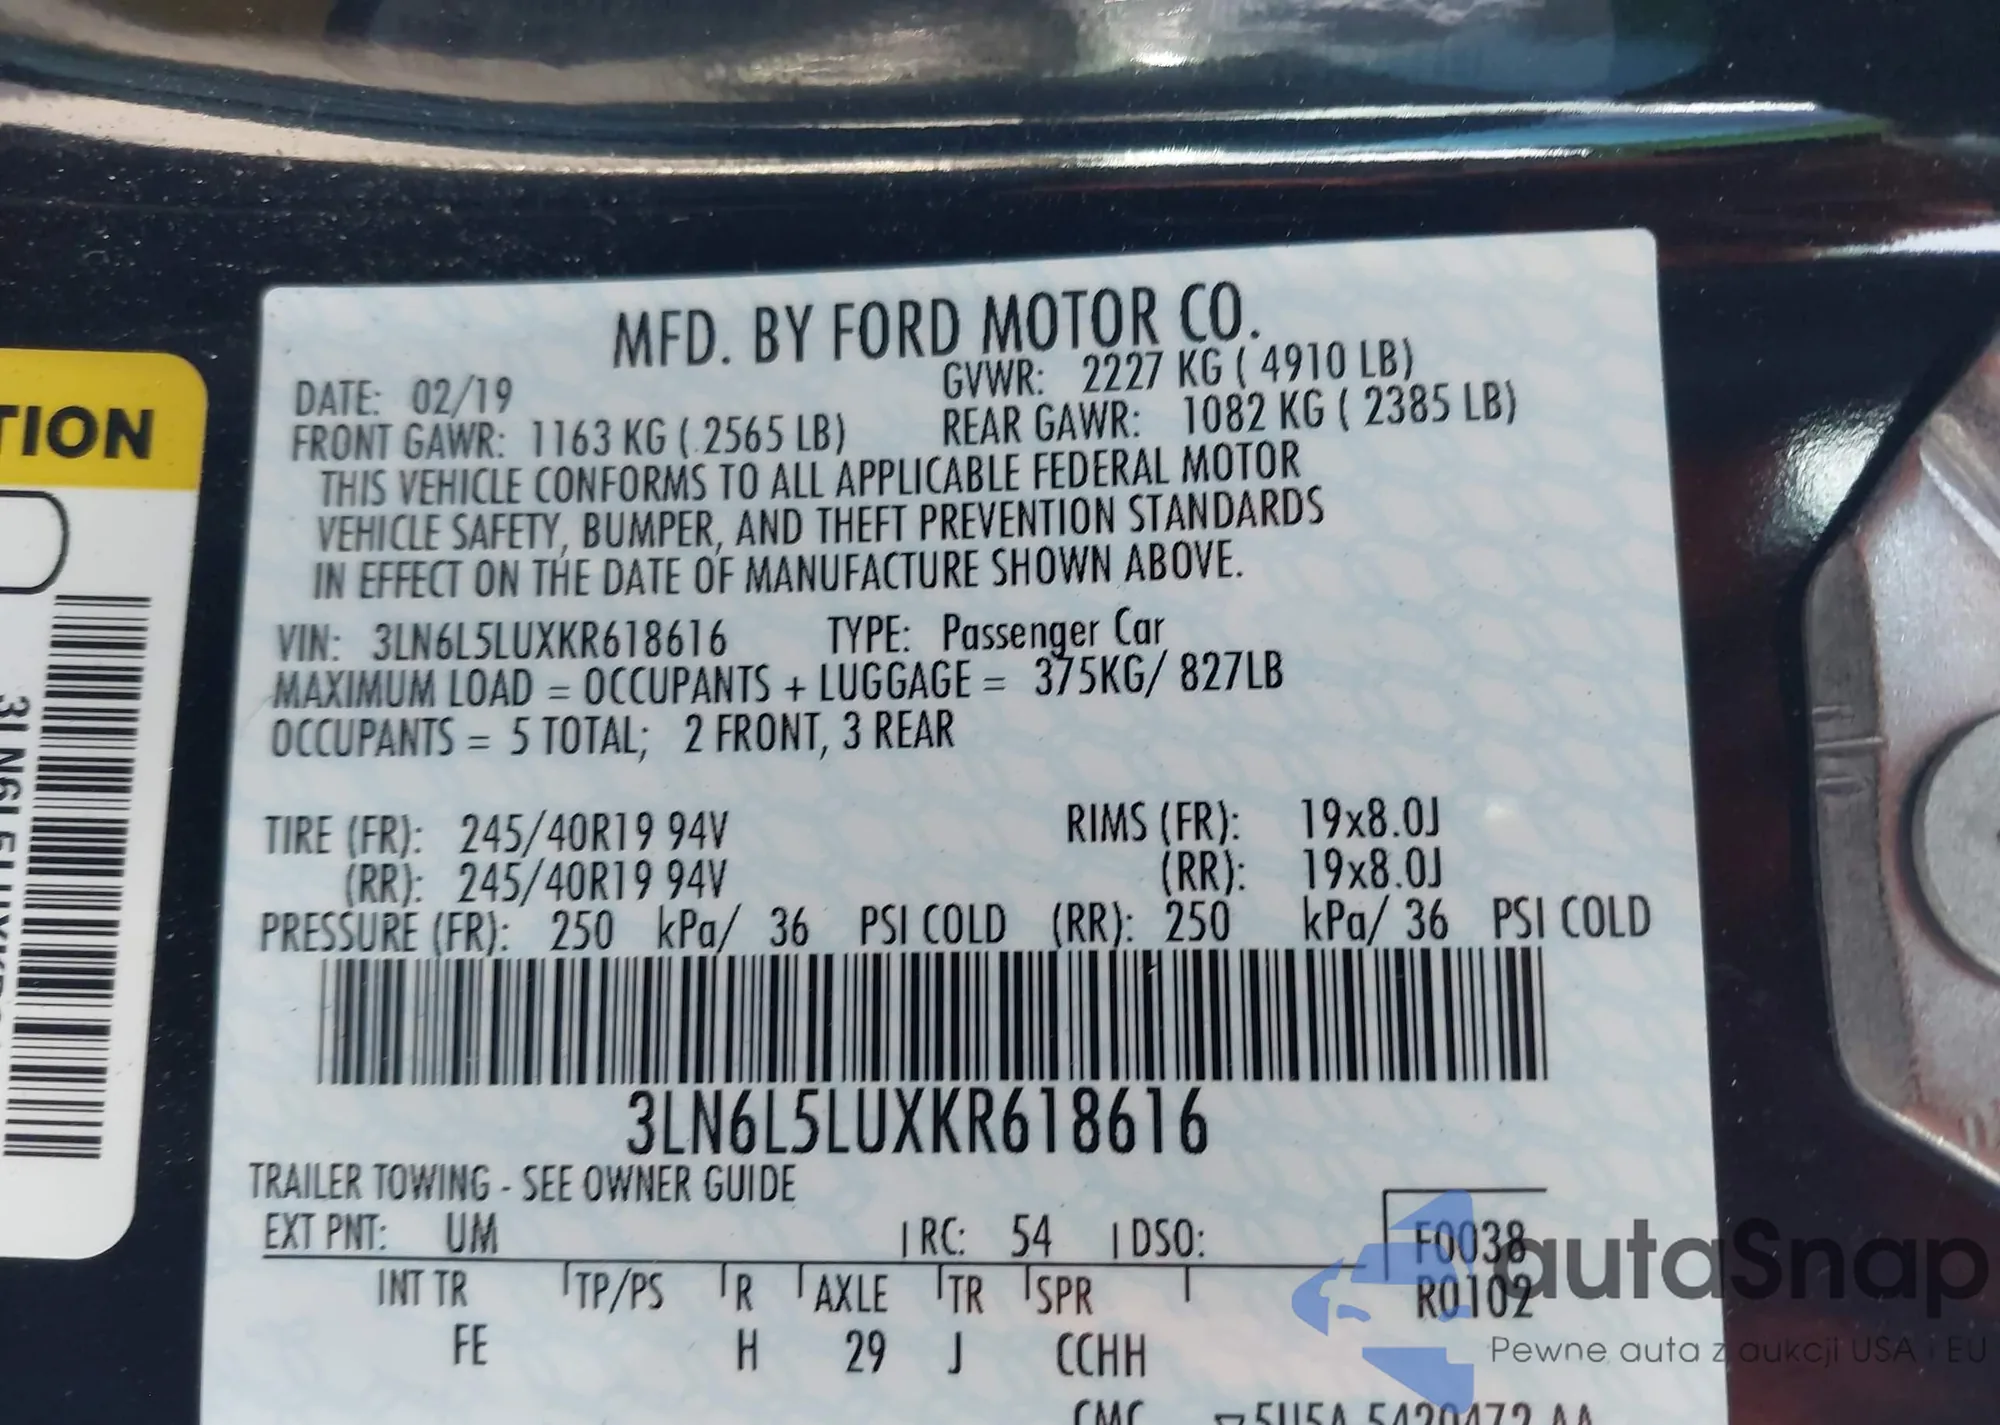 TION
MFD. BY FORD MOTOR CO.
DATE: 02/19 GVWR: 2227 KG ( 4910 LB)
FRONT GAWR: 1163 KG ( 2565 LB) REAR GAWR: 1082 KG ( 2385 LB)
THIS VEHICLE CONFORMS TO ALL APPLICABLE FEDERAL MOTOR
VEHICLE SAFETY, BUMPER, AND THEFT PREVENTION STANDARDS
IN EFFECT ON THE DATE OF MANUFACTURE SHOWN ABOVE.
VIN: 3LN6L5LUXKR618616 TYPE: Passenger Car
MAXIMUM LOAD = OCCUPANTS + LUGGAGE = 375KG/ 827LB
OCCUPANTS = 5 TOTAL; 2 FRONT, 3 REAR
TIRE (FR): 245/40R19 94V RIMS (FR): 19x8.0J
(RR): 245/40R19 94V (RR): 19x8.0J
PRESSURE (FR): 250 kPa/ 36 PSI COLD (RR): 250 kPa/ 36 PSI COLD
3LN6L5LUXKR618616
TRAILER TOWING - SEE OWNER GUIDE
EXT PNT: UM RC: 54 DSO: F0038
R0102
INT TR TP/PS R AXLE TR SPR
FE H 29 J CCHH
autaSnap
Pewne auta z aukcji USA i EU